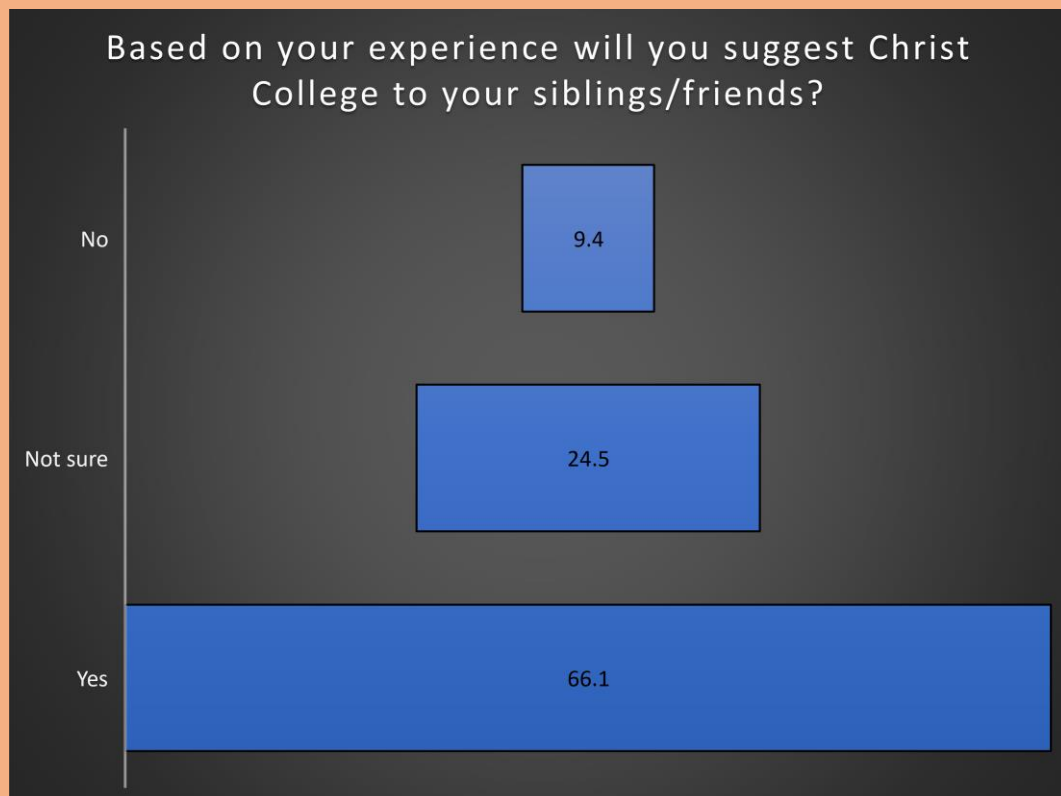 Based on your experience will you suggest Christ
College to your siblings/friends?
No
9.4
Not sure
24.5
Yes
66.1